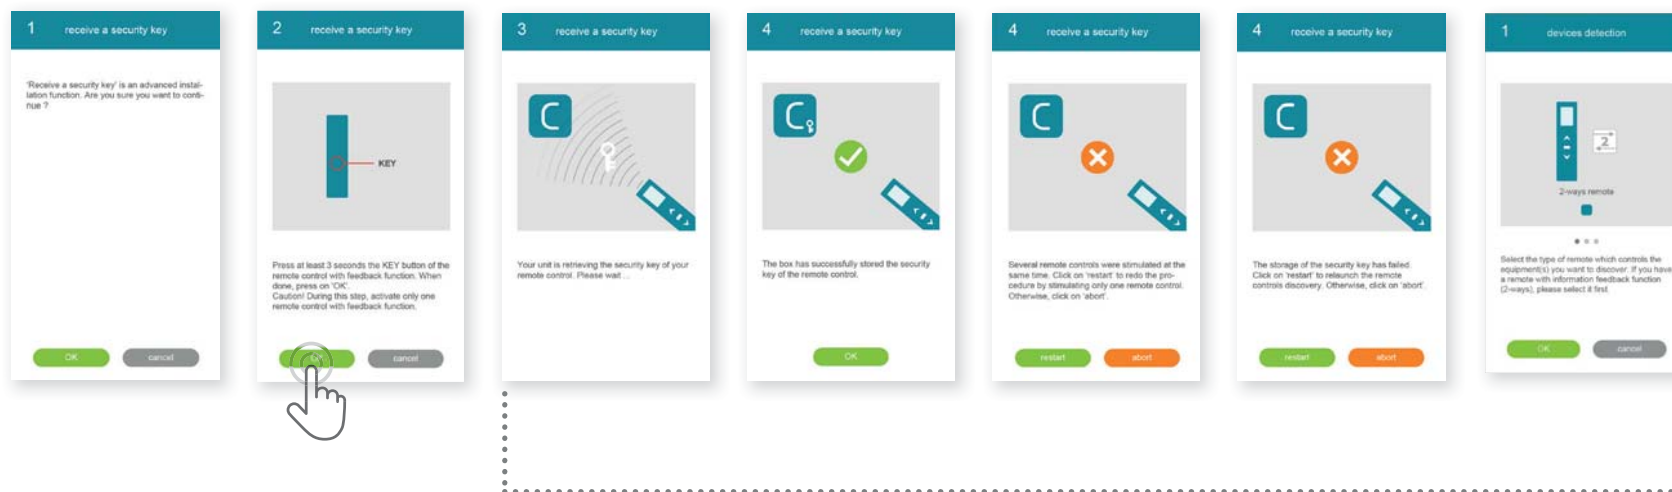 1 receive a security key
'Receive a security key' is an advanced instal-
lation function. Are you sure you want to conti-
nue ?
OK cancel
2 receive a security key
KEY
Press at least 3 seconds the KEY button of the
remote control with feedback function. When
done, press on 'OK'.
Caution! During this step, activate only one
remote control with feedback function.
OK cancel
3 receive a security key
C
Your unit is retrieving the security key of your
remote control. Please wait ...
4 receive a security key
C
The box has successfully stored the security
key of the remote control.
OK
4 receive a security key
C
Several remote controls were stimulated at the
same time. Click on 'restart' to redo the pro-
cedure by stimulating only one remote control.
Otherwise, click on 'abort'.
restart abort
4 receive a security key
C
The storage of the security key has failed.
Click on 'restart' to relaunch the remote
controls discovery. Otherwise, click on 'abort'.
restart abort
1 devices detection
2
2-ways remote
Select the type of remote which controls the
equipment(s) you want to discover. If you have
a remote with information feedback function
(2-ways), please select it first.
OK cancel